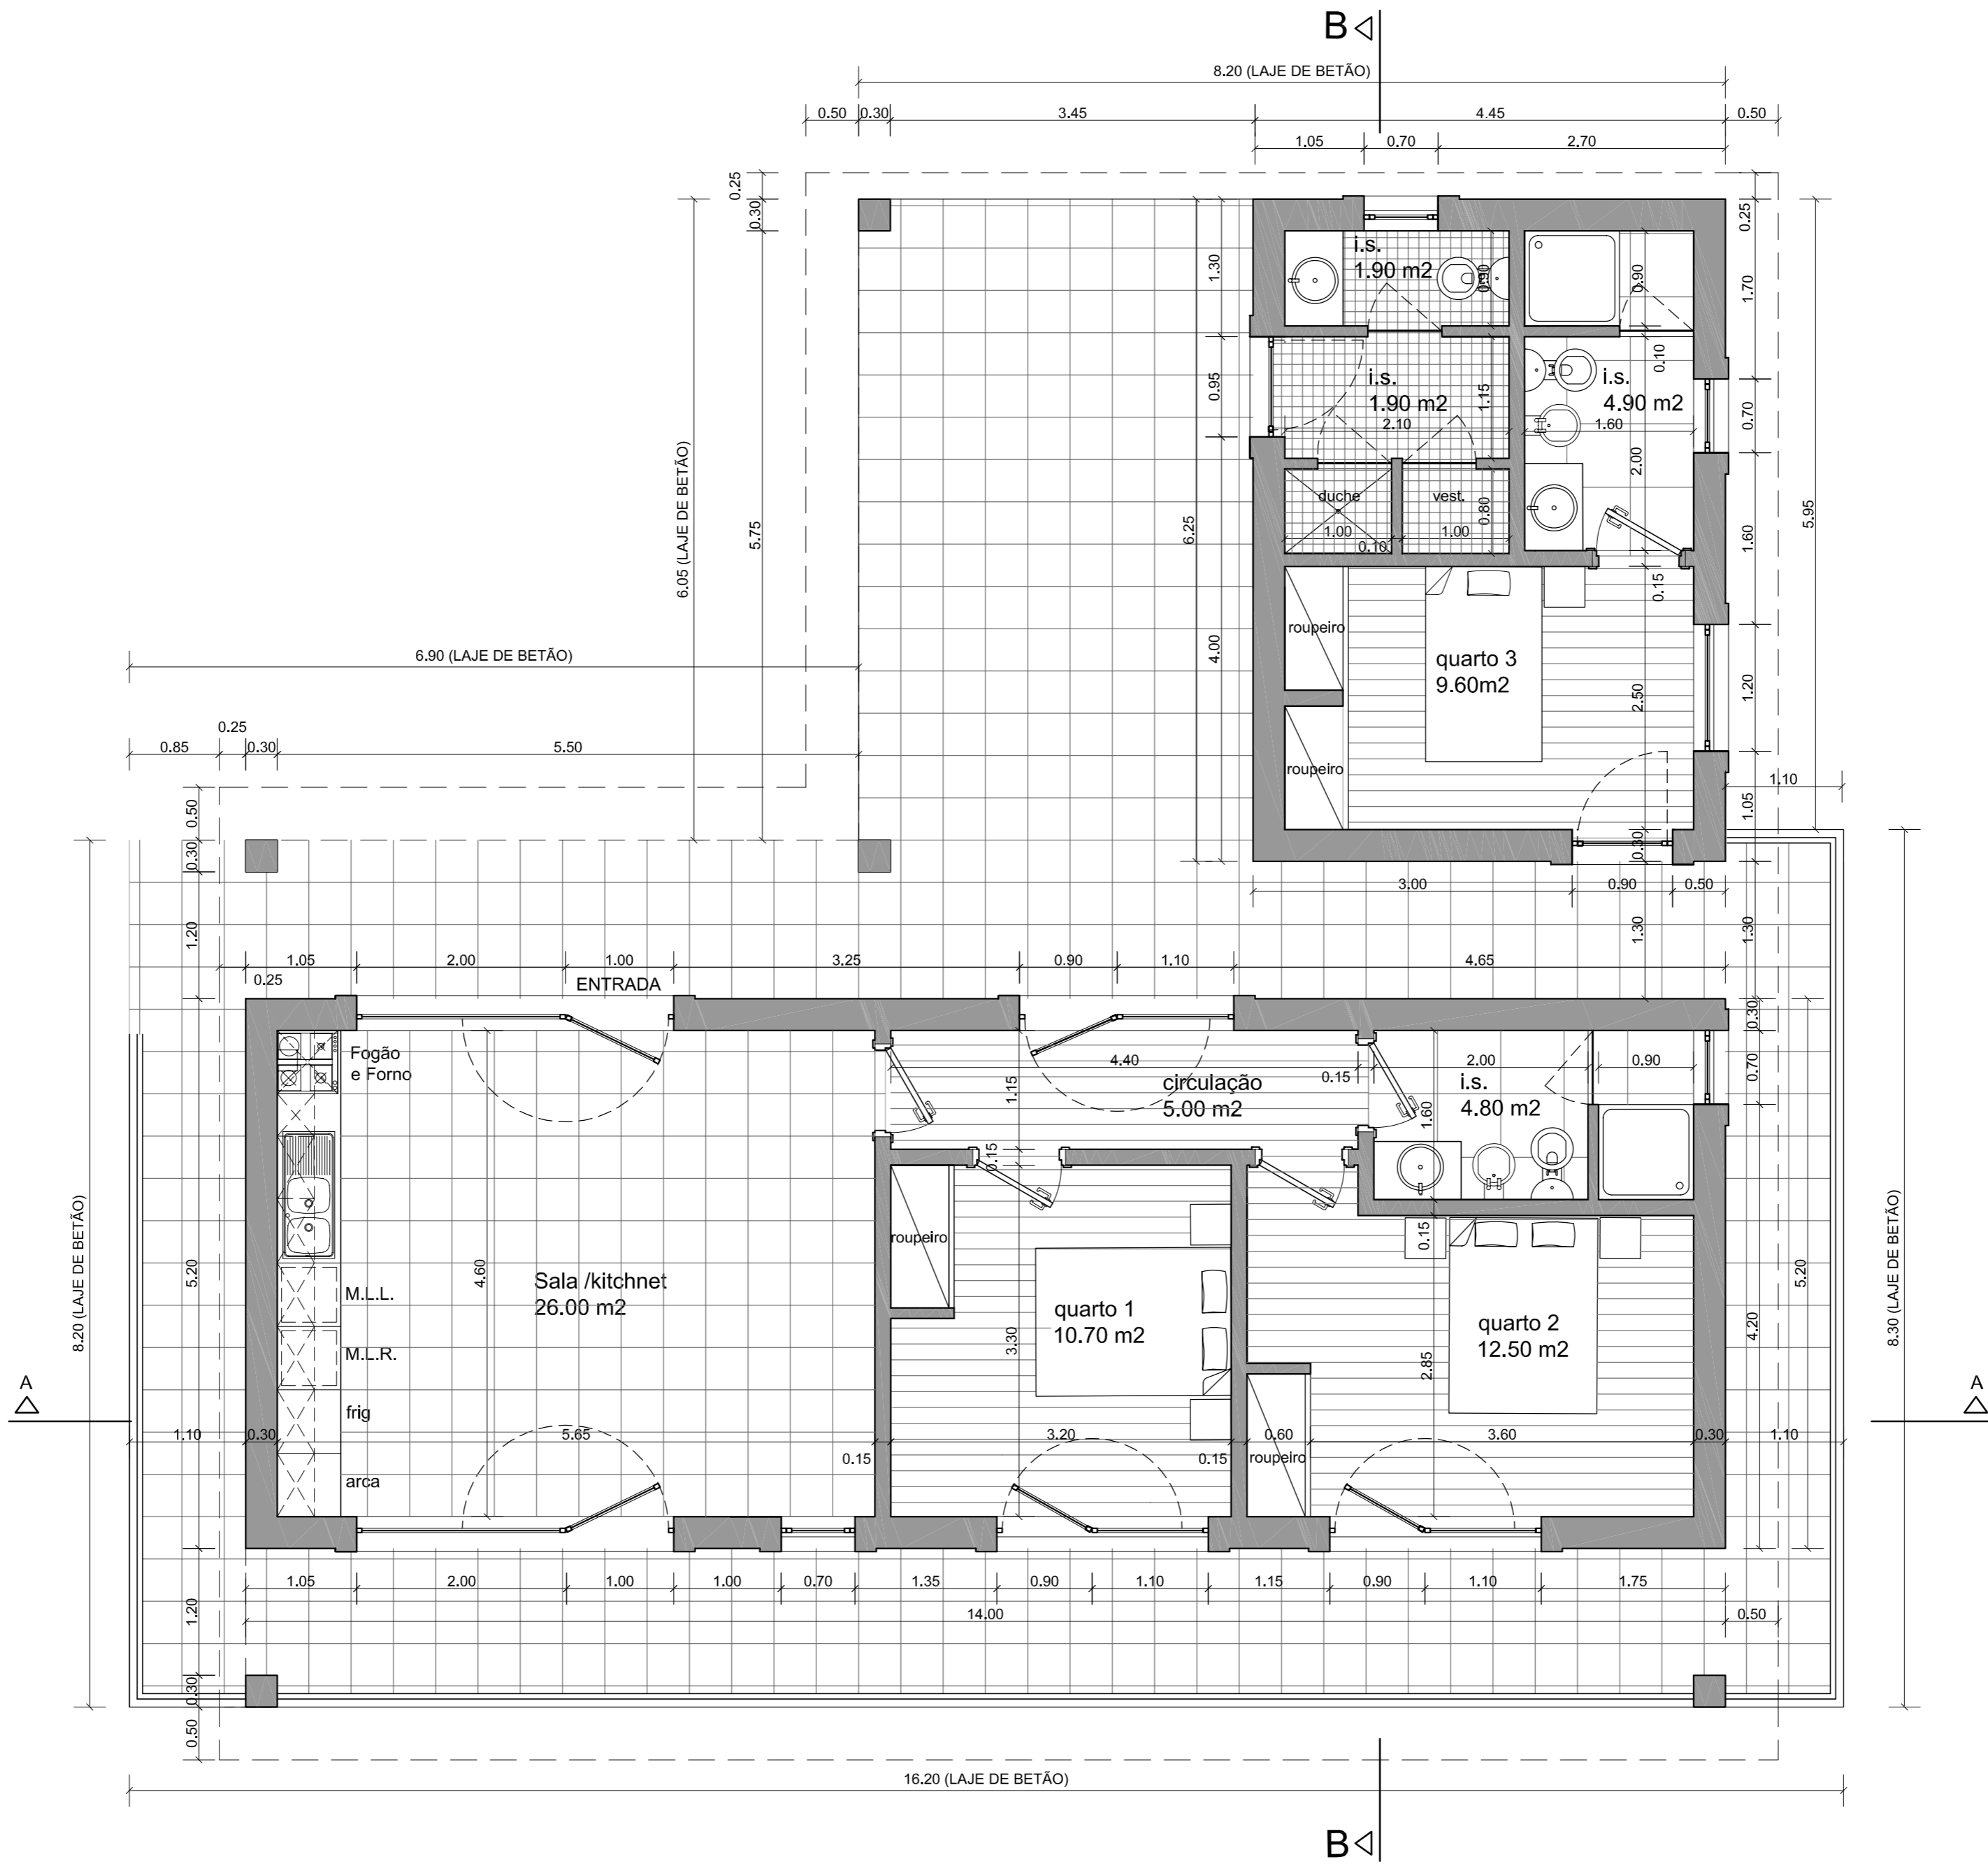 B
8.20 (LAJE DE BETÃO)
0.50 0.30 3.45 4.45 0.50
1.05 0.70 2.70
0.25
0.30
5.75
6.05 (LAJE DE BETÃO)
1.30
0.95
4.00
6.25
i.s.
1.90 m2
0.90
0.90
i.s.
1.90 m2
2.10
1.15
0.10
i.s.
4.90 m2
1.60
2.00
duche
1.00
0.10
vest.
1.00
0.80
0.15
roupeiro
roupeiro
quarto 3
9.60m2
2.50
0.30
0.25
1.70
0.70
1.60
1.20
1.05
5.95
1.10
3.00 0.90 0.50
1.30
1.30
6.90 (LAJE DE BETÃO)
0.25
0.85 0.30 5.50
0.50
0.30
1.20
5.20
1.20
0.30
0.50
8.20 (LAJE DE BETÃO)
8.30 (LAJE DE BETÃO)
1.05 2.00 1.00 3.25 0.90 1.10 4.65
0.25
ENTRADA
Fogão
e Forno
M.L.L.
M.L.R.
frig
arca
Sala /kitchnet
26.00 m2
4.60
4.40
circulação
5.00 m2
1.15
0.15
0.15
2.00
0.90
i.s.
4.80 m2
1.60
0.15
0.30
0.70
4.20
5.20
roupeiro
quarto 1
10.70 m2
3.30
quarto 2
12.50 m2
2.85
roupeiro
A
A
1.10 0.30 5.65 3.20 0.60 3.60 0.30 1.10
0.15 0.15
1.05 2.00 1.00 1.00 0.70 1.35 0.90 1.10 1.15 0.90 1.10 1.75
14.00 0.50
16.20 (LAJE DE BETÃO)
B